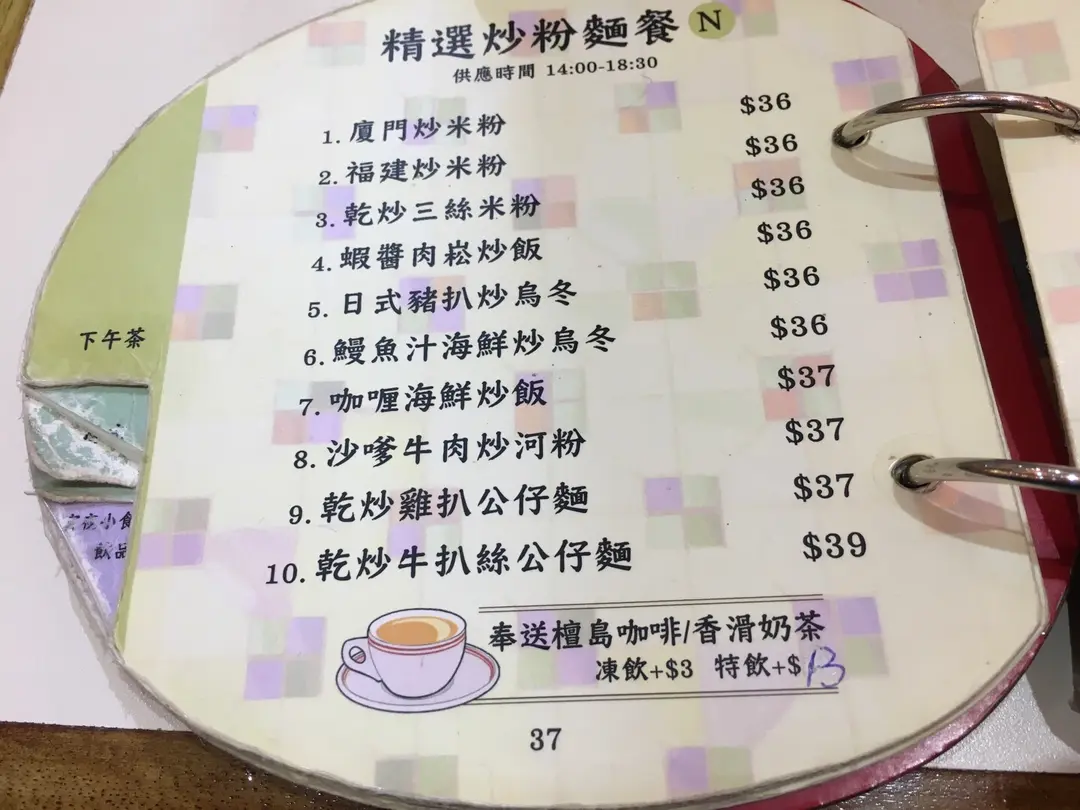 精選炒粉麵餐 N
供應時間 14:00-18:30
1. 廈門炒米粉 $36
2. 福建炒米粉 $36
3. 乾炒三絲米粉 $36
4. 蝦醬肉崧炒飯 $36
5. 日式豬扒炒烏冬 $36
6. 鰻魚汁海鮮炒烏冬 $36
7. 咖喱海鮮炒飯 $37
8. 沙嗲牛肉炒河粉 $37
9. 乾炒雞扒公仔麵 $37
10. 乾炒牛扒絲公仔麵 $39
下午茶
小食
飲品
奉送檀島咖啡/香滑奶茶
凍飲+$3 特飲+$13
37